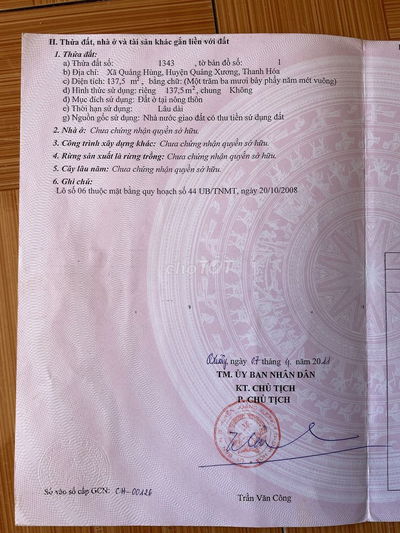 II. Thửa đất, nhà ở và tài sản khác gắn liền với đất
1. Thửa đất:
a) Thửa đất số: 1343 , tờ bản đồ số: 1
b) Địa chỉ: Xã Quảng Hùng, Huyện Quảng Xương, Thanh Hóa
c) Diện tích: 137,5 m², bằng chữ: (Một trăm ba mươi bảy phẩy năm mét vuông)
d) Hình thức sử dụng: riêng 137,5 m², chung Không
đ) Mục đích sử dụng: Đất ở tại nông thôn
e) Thời hạn sử dụng: Lâu dài
g) Nguồn gốc sử dụng: Nhà nước giao đất có thu tiền sử dụng đất
2. Nhà ở: Chưa chứng nhận quyền sở hữu.
3. Công trình xây dựng khác: Chưa chứng nhận quyền sở hữu.
4. Rừng sản xuất là rừng trồng: Chưa chứng nhận quyền sở hữu.
5. Cây lâu năm: Chưa chứng nhận quyền sở hữu.
6. Ghi chú:
Lô số 06 thuộc mặt bằng quy hoạch số 44 UB/TNMT, ngày 20/10/2008
choTỐT
ngày 07 tháng 4 năm 2011
TM. ỦY BAN NHÂN DÂN
KT. CHỦ TỊCH
P. CHỦ TỊCH
Trần Văn Công
Số vào sổ cấp GCN: CH-00126